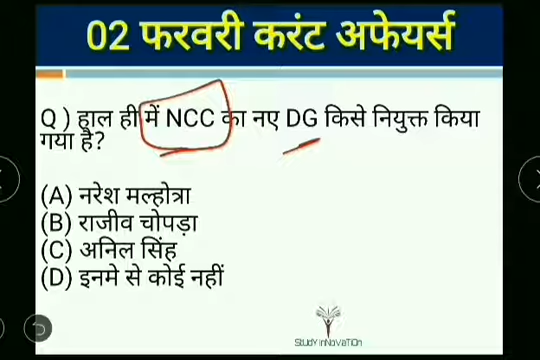 02 फरवरी करंट अफेयर्स
Q ) हाल ही में NCC का नए DG किसे नियुक्त किया
गया है?
(A) नरेश मल्होत्रा
(B) राजीव चोपड़ा
(C) अनिल सिंह
(D) इनमे से कोई नहीं
StuDY inNoVaTiOn